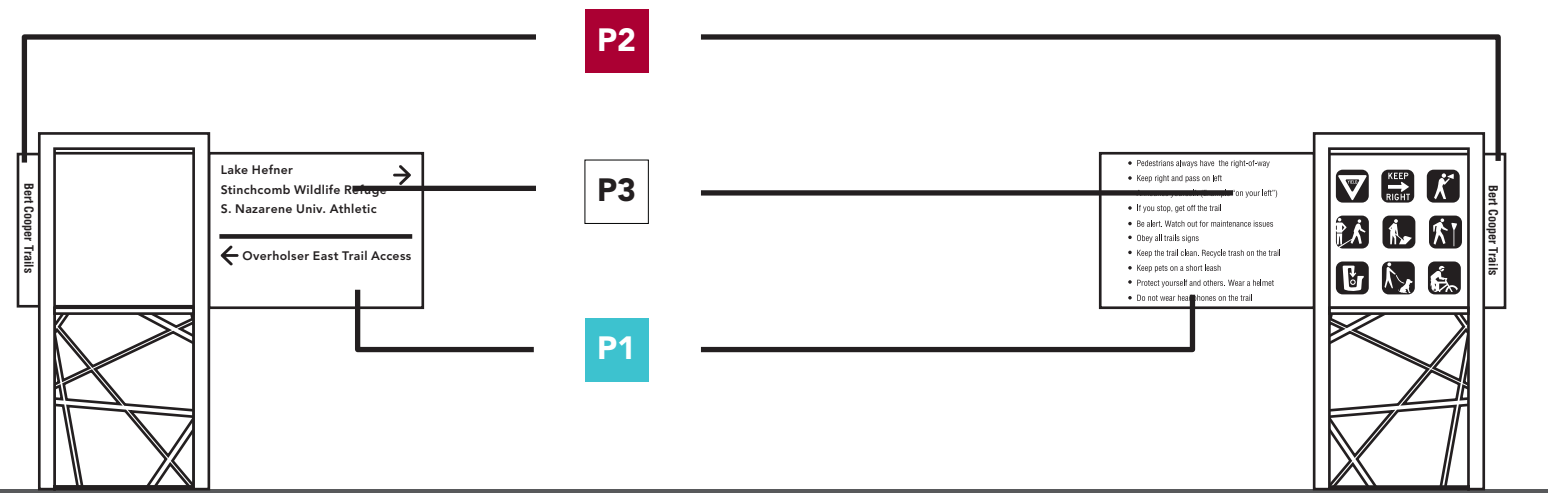 P2
Bert Cooper Trails
Lake Hefner
Stinchcomb Wildlife Refuge
S. Nazarene Univ. Athletic
Overholser East Trail Access
P3
P1
Pedestrians always have the right-of-way
Keep right and pass on left
"on your left")
If you stop, get off the trail
Be alert. Watch out for maintenance issues
Obey all trails signs
Keep the trail clean. Recycle trash on the trail
Keep pets on a short leash
Protect yourself and others. Wear a helmet
Do not wear headphones on the trail
YIELD
KEEP
RIGHT
Bert Cooper Trails